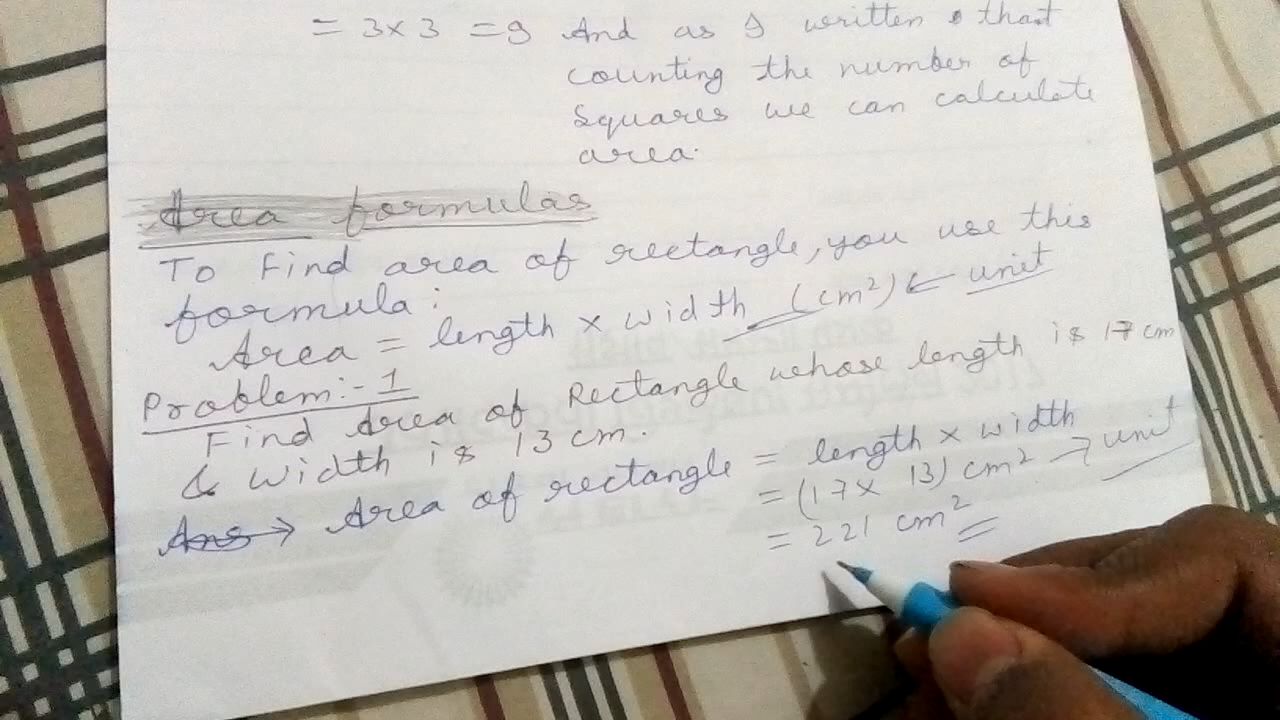 = 3×3 =9 And as I written that
counting the number of
squares we can calculate
area.
Area formulas
To Find area of rectangle, you use this
formula:
Area = length × width (cm²) ← unit
Problem:-1
Find Area of Rectangle whose length is 17 cm
& Width is 13 cm.
Ans→ Area of rectangle = length × width
= (17× 13) cm² → unit
= 221 cm²